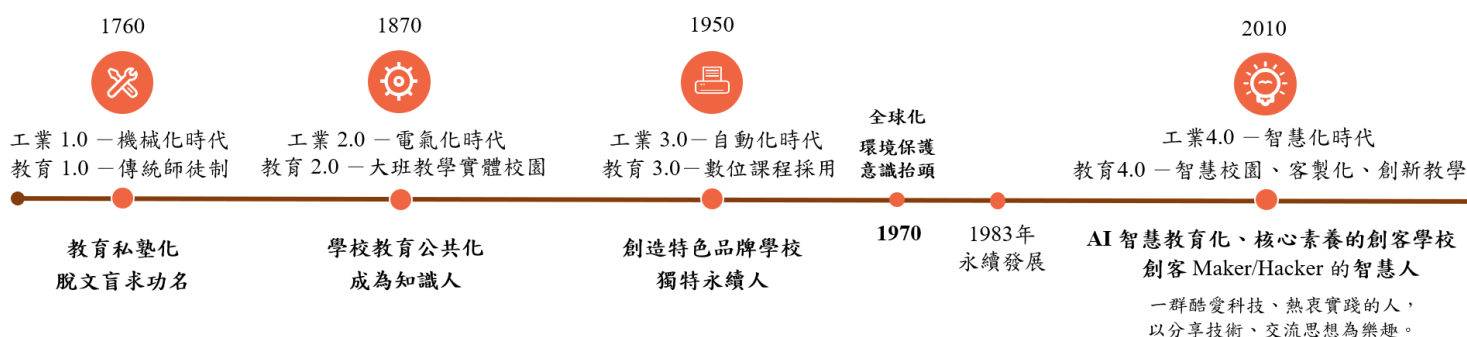 1760
工業 1.0 －機械化時代
教育 1.0 －傳統師徒制
教育私塾化
脫文盲求功名
1870
工業 2.0 －電氣化時代
教育 2.0 －大班教學實體校園
學校教育公共化
成為知識人
1950
工業 3.0－自動化時代
教育 3.0－數位課程採用
創造特色品牌學校
獨特永續人
全球化
環境保護
意識抬頭
1970
1983年
永續發展
2010
工業4.0 －智慧化時代
教育4.0 －智慧校園、客製化、創新教學
AI 智慧教育化、核心素養的創客學校
創客 Maker/Hacker 的智慧人
一群酷愛科技、熱衷實踐的人，
以分享技術、交流思想為樂趣。